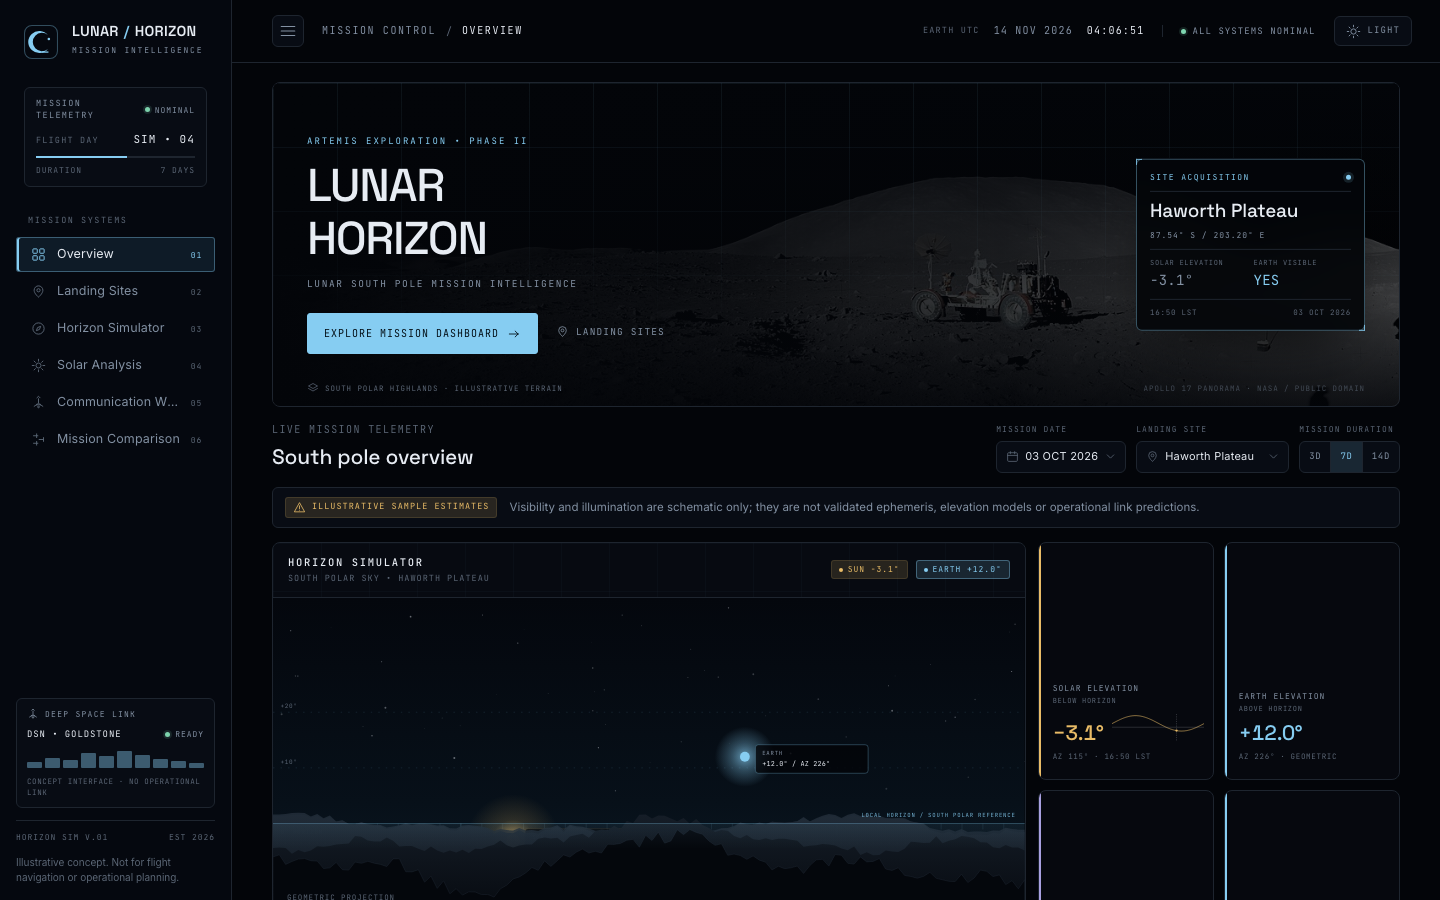 LUNAR / HORIZON
MISSION INTELLIGENCE
MISSION TELEMETRY
NOMINAL
FLIGHT DAY
SIM • 04
DURATION
7 DAYS
MISSION SYSTEMS
Overview 01
Landing Sites 02
Horizon Simulator 03
Solar Analysis 04
Communication W... 05
Mission Comparison 06
DEEP SPACE LINK
DSN • GOLDSTONE
READY
CONCEPT INTERFACE · NO OPERATIONAL
LINK
HORIZON SIM V.01
EST 2026
Illustrative concept. Not for flight
navigation or operational planning.
MISSION CONTROL / OVERVIEW
EARTH UTC 14 NOV 2026 04:06:51
ALL SYSTEMS NOMINAL
LIGHT
ARTEMIS EXPLORATION • PHASE II
LUNAR
HORIZON
LUNAR SOUTH POLE MISSION INTELLIGENCE
EXPLORE MISSION DASHBOARD →
LANDING SITES
SOUTH POLAR HIGHLANDS · ILLUSTRATIVE TERRAIN
SITE ACQUISITION
Haworth Plateau
87.54° S / 203.20° E
SOLAR ELEVATION
-3.1°
EARTH VISIBLE
YES
16:50 LST
03 OCT 2026
APOLLO 17 PANORAMA · NASA / PUBLIC DOMAIN
LIVE MISSION TELEMETRY
South pole overview
MISSION DATE
03 OCT 2026
LANDING SITE
Haworth Plateau
MISSION DURATION
3D 7D 14D
ILLUSTRATIVE SAMPLE ESTIMATES
Visibility and illumination are schematic only; they are not validated ephemeris, elevation models or operational link predictions.
HORIZON SIMULATOR
SOUTH POLAR SKY • HAWORTH PLATEAU
SUN -3.1°
EARTH +12.0°
+20°
+10°
EARTH
+12.0° / AZ 226°
LOCAL HORIZON / SOUTH POLAR REFERENCE
GEOMETRIC PROJECTION
SOLAR ELEVATION
BELOW HORIZON
-3.1°
AZ 115° · 16:50 LST
EARTH ELEVATION
ABOVE HORIZON
+12.0°
AZ 226° · GEOMETRIC